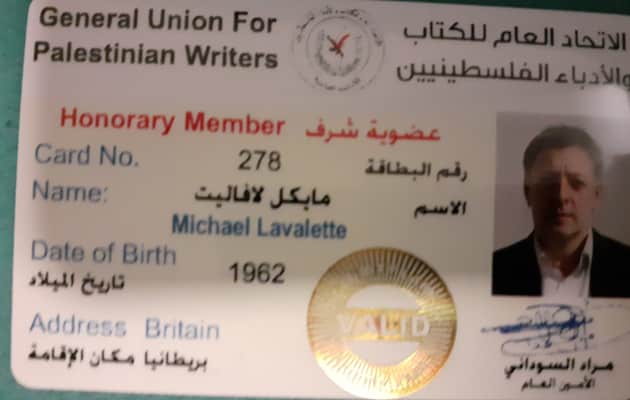 General Union For
Palestinian Writers
الاتحاد العام للكتاب
والأدباء الفلسطينيين
Honorary Member عضوية شرف
Card No. 278 رقم البطاقة
Name: مايكل لافاليت الاسم
Michael Lavalette
Date of Birth 1962
تاريخ الميلاد
Address Britain
بريطانيا مكان الإقامة
VALID
مراد السوداني
الأمين العام